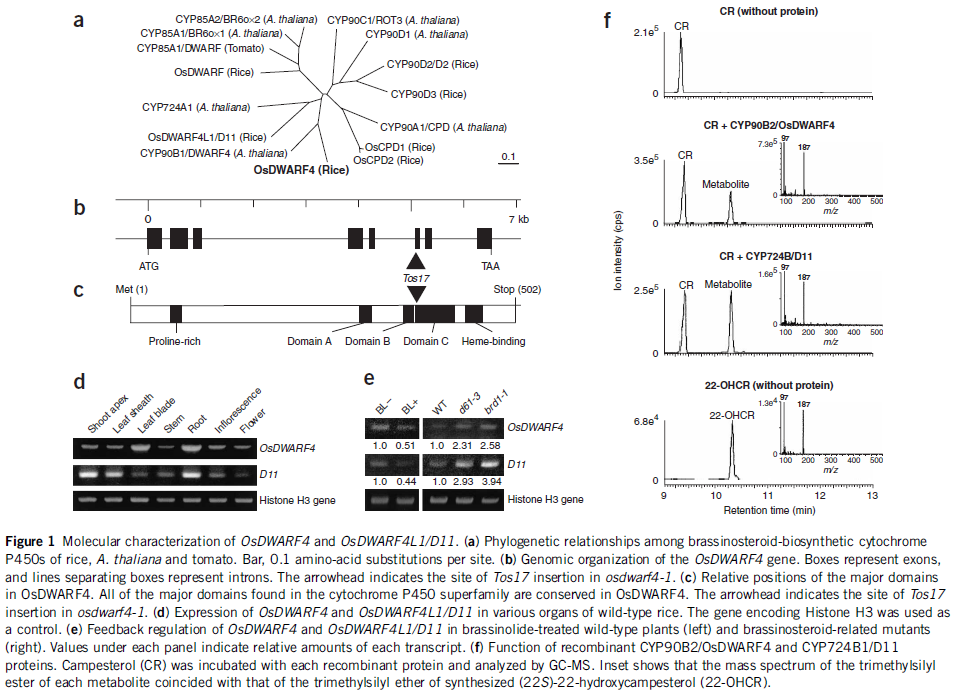 a
CYP85A2/BR6o×2 (A. thaliana)
CYP85A1/BR6o×1 (A. thaliana)
CYP85A1/DWARF (Tomato)
OsDWARF (Rice)
CYP724A1 (A. thaliana)
OsDWARF4L1/D11 (Rice)
CYP90B1/DWARF4 (A. thaliana)
OsDWARF4 (Rice)
CYP90C1/ROT3 (A. thaliana)
CYP90D1 (A. thaliana)
CYP90D2/D2 (Rice)
CYP90D3 (Rice)
CYP90A1/CPD (A. thaliana)
OsCPD1 (Rice)
OsCPD2 (Rice)
0.1
b
0 7 kb
ATG TAA
Tos17
c
Met (1) Stop (502)
Proline-rich Domain A Domain B Domain C Heme-binding
d
Shoot apex Leaf sheath Leaf blade Stem Root Inflorescence Flower
OsDWARF4
D11
Histone H3 gene
e
BL– BL+ WT d61-3 brd1-1
OsDWARF4
1.0 0.51 1.0 2.31 2.58
D11
1.0 0.44 1.0 2.93 3.94
Histone H3 gene
f
Ion intensity (cps)
CR (without protein)
2.1e5
CR
0
CR + CYP90B2/OsDWARF4
3.5e5
CR
Metabolite
0
7.3e5
97
187
0
100 200 300 400 500
m/z
CR + CYP724B/D11
2.5e5
CR
Metabolite
0
1.6e5
97
187
0
100 200 300 400 500
m/z
22-OHCR (without protein)
6.8e4
22-OHCR
0
1.3e4
97
187
0
100 200 300 400 500
m/z
9 10 11 12 13
Retention time (min)
Figure 1 Molecular characterization of OsDWARF4 and OsDWARF4L1/D11. (a) Phylogenetic relationships among brassinosteroid-biosynthetic cytochrome
P450s of rice, A. thaliana and tomato. Bar, 0.1 amino-acid substitutions per site. (b) Genomic organization of the OsDWARF4 gene. Boxes represent exons,
and lines separating boxes represent introns. The arrowhead indicates the site of Tos17 insertion in osdwarf4-1. (c) Relative positions of the major domains
in OsDWARF4. All of the major domains found in the cytochrome P450 superfamily are conserved in OsDWARF4. The arrowhead indicates the site of Tos17
insertion in osdwarf4-1. (d) Expression of OsDWARF4 and OsDWARF4L1/D11 in various organs of wild-type rice. The gene encoding Histone H3 was used as
a control. (e) Feedback regulation of OsDWARF4 and OsDWARF4L1/D11 in brassinolide-treated wild-type plants (left) and brassinosteroid-related mutants
(right). Values under each panel indicate relative amounts of each transcript. (f) Function of recombinant CYP90B2/OsDWARF4 and CYP724B1/D11
proteins. Campesterol (CR) was incubated with each recombinant protein and analyzed by GC-MS. Inset shows that the mass spectrum of the trimethylsilyl
ester of each metabolite coincided with that of the trimethylsilyl ether of synthesized (22S)-22-hydroxycampesterol (22-OHCR).